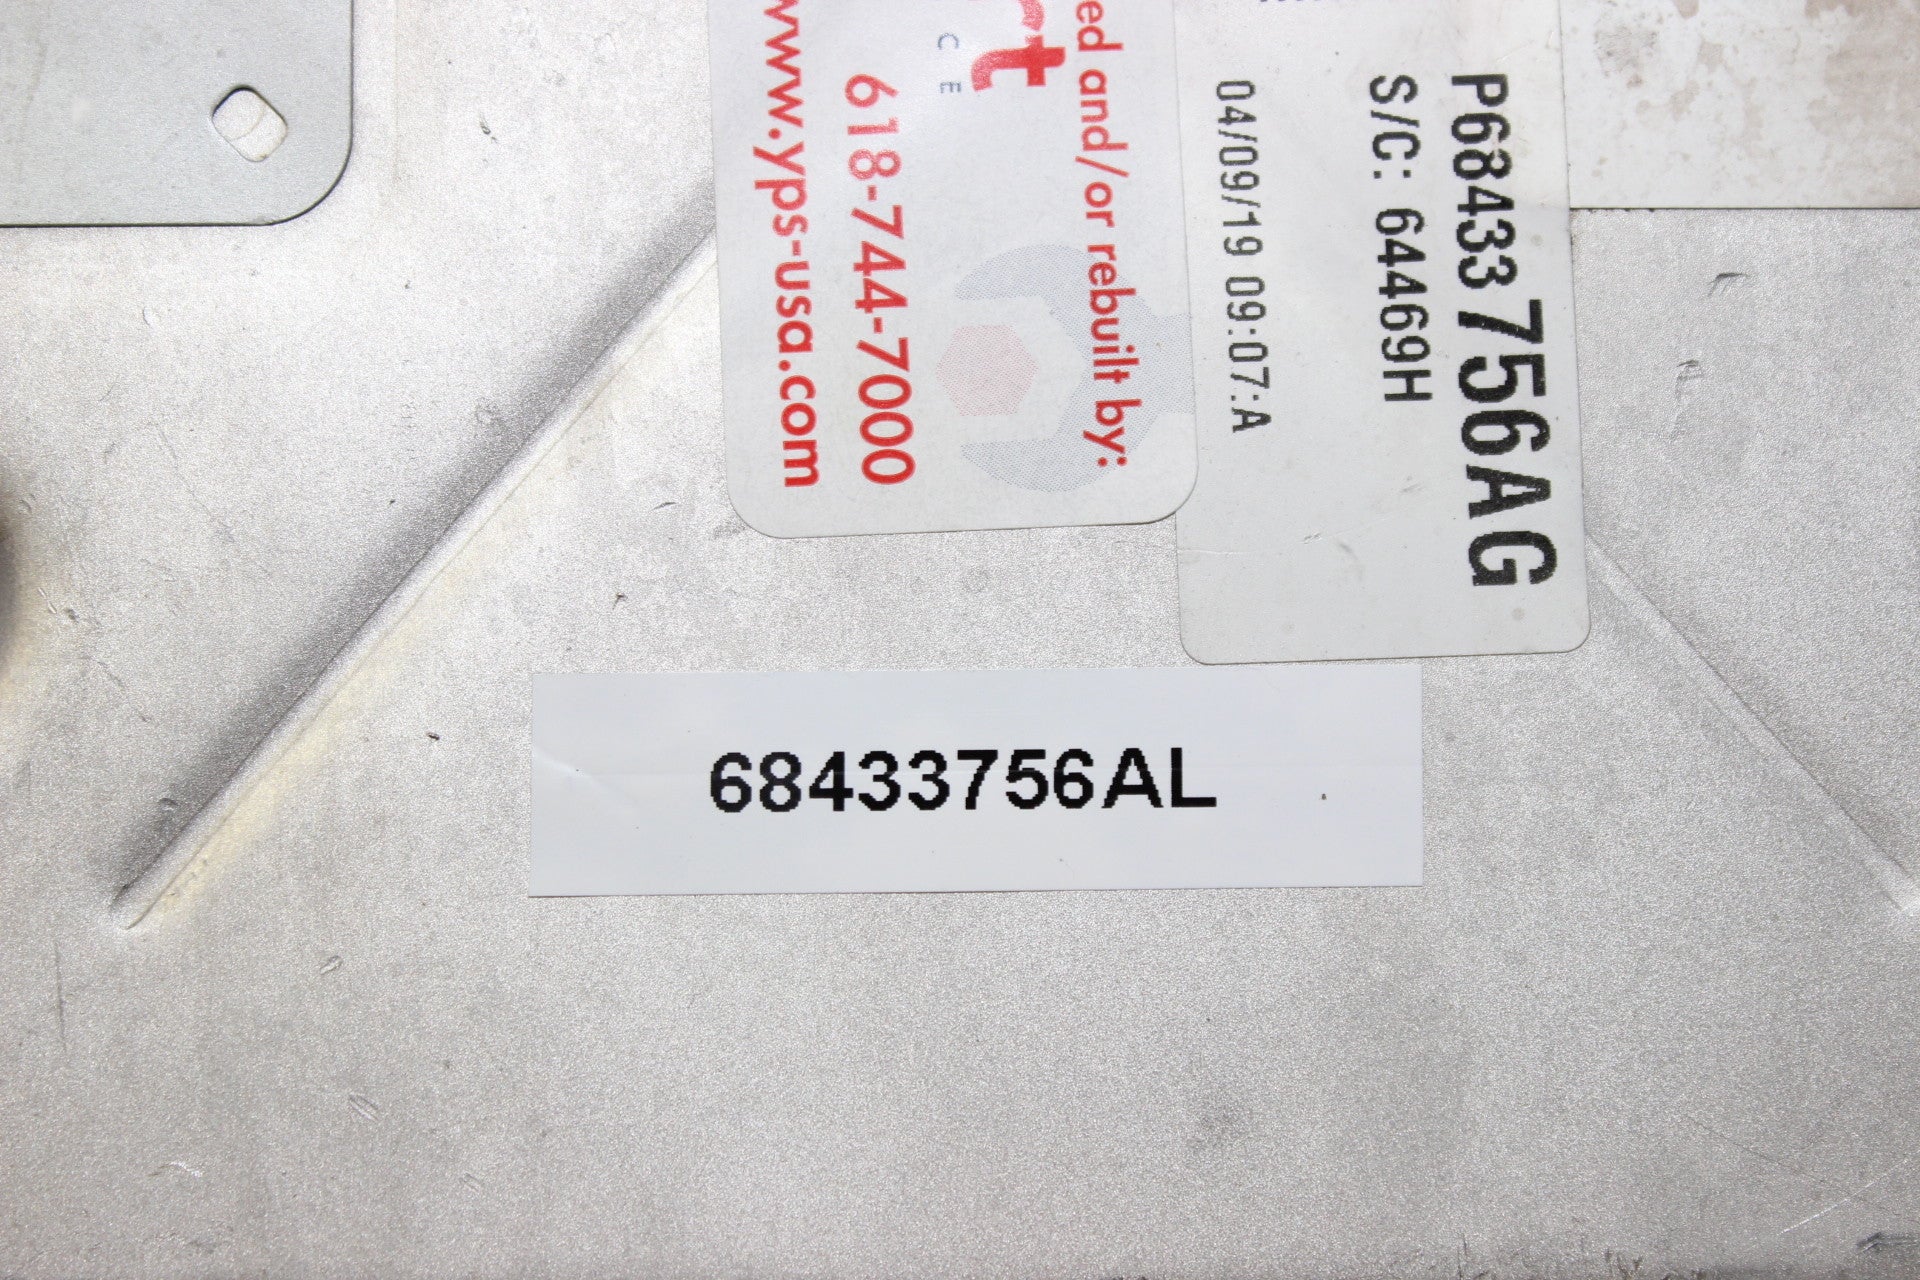 P68433756AG
S/C: 64469H
04/09/19 09:07:A
ed and/or rebuilt by:
rt
C E
618-744-7000
www.yps-usa.com
68433756AL